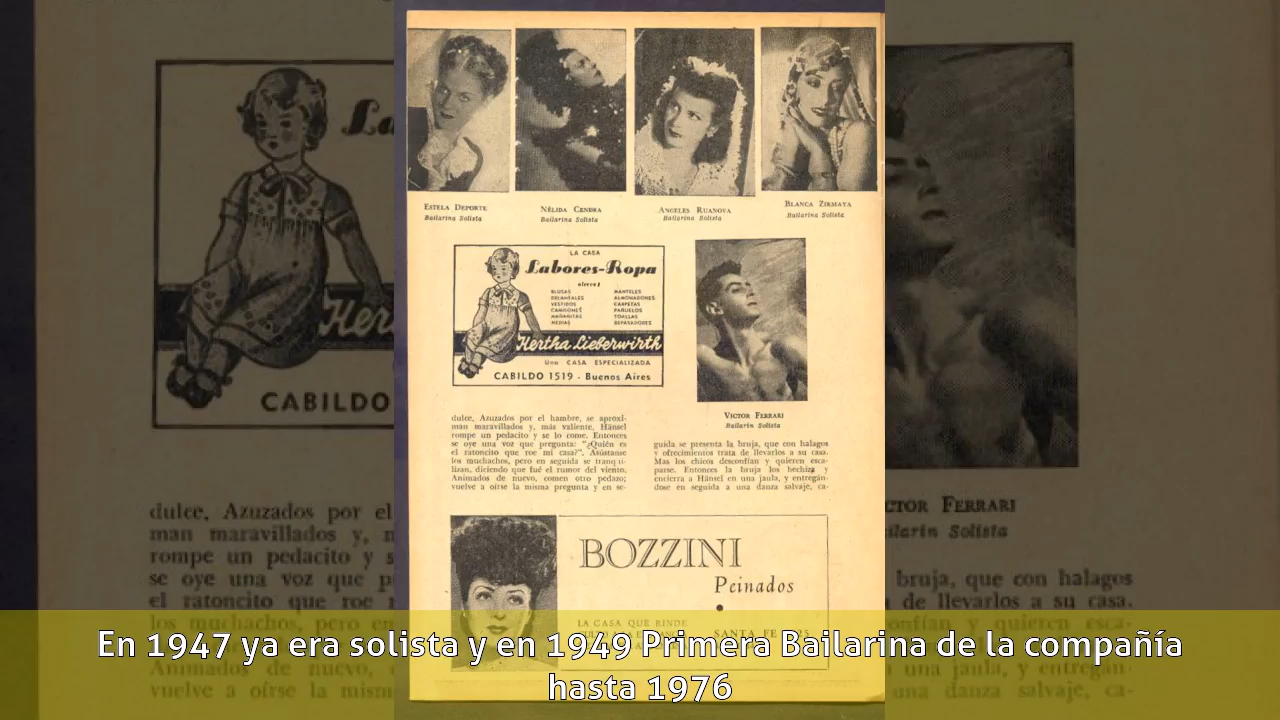 ESTELA DEPORTE
Bailarina Solista
NÉLIDA CENDRA
Bailarina Solista
ANGELES RUANOVA
Bailarina Solista
BLANCA ZIRMAYA
Bailarina Solista
LA CASA
Labores-Ropa
ofrece:
BLUSAS
DELANTALES
VESTIDOS
CAMISONES
MAÑANITAS
MEDIAS
MANTELES
ALMOHADONES
CARPETAS
PAÑUELOS
TOALLAS
REPASADORES
Hertha Lieberwirth
Una CASA ESPECIALIZADA
CABILDO 1519 - Buenos Aires
VICTOR FERRARI
Bailarín Solista
dulce, Azuzados por el hambre, se aproxi-
man maravillados y, más valiente, Hänsel
rompe un pedacito y se lo come. Entonces
se oye una voz que pregunta: "¿Quién es
el ratoncito que roe mi casa?". Asústanse
los muchachos, pero en seguida se tranqui-
lizan, diciendo que fué el rumor del viento.
Animados de nuevo, comen otro pedazo;
vuelve a oírse la misma pregunta y en se-
guida se presenta la bruja, que con halagos
y ofrecimientos trata de llevarlos a su casa.
Mas los chicos desconfían y quieren esca-
parse. Entonces la bruja los hechiza y
encierra a Hänsel en una jaula, y entregán-
dose en seguida a una danza salvaje, ca-
BOZZINI
Peinados
LA CASA QUE RINDE
SANTA FE
En 1947 ya era solista y en 1949 Primera Bailarina de la compañía
hasta 1976